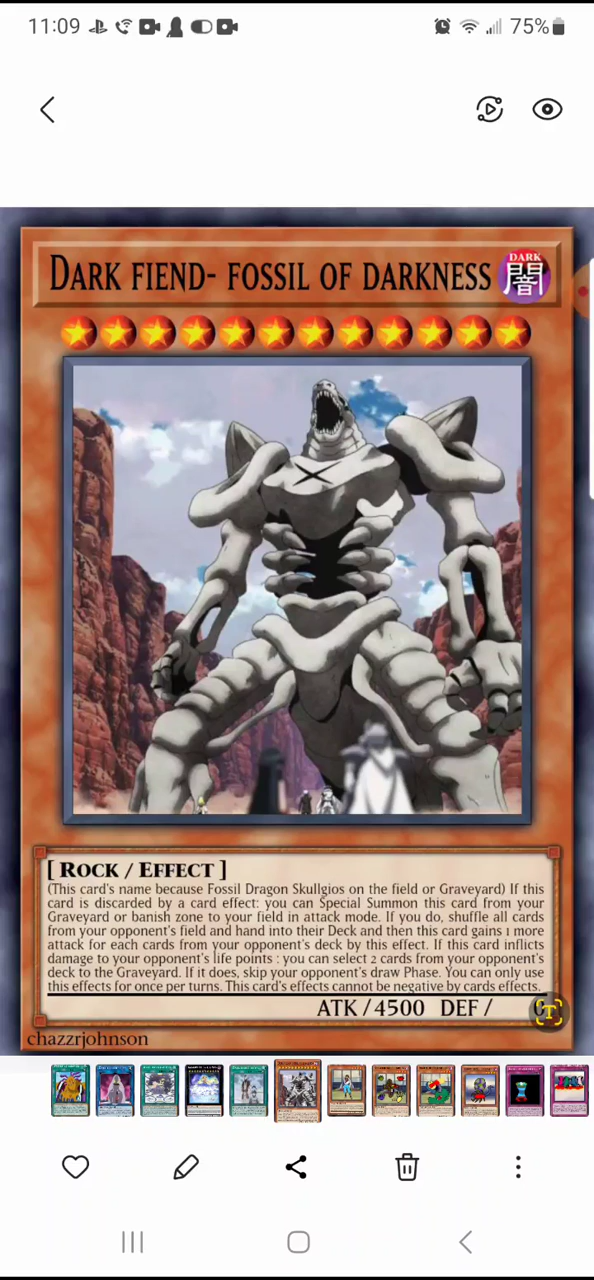 11:09
75%
DARK FIEND- FOSSIL OF DARKNESS
DARK
闇
[ ROCK / EFFECT ]
(This card's name because Fossil Dragon Skullgios on the field or Graveyard) If this
card is discarded by a card effect: you can Special Summon this card from your
Graveyard or banish zone to your field in attack mode. If you do, shuffle all cards
from your opponent's field and hand into their Deck and then this card gains 1 more
attack for each cards from your opponent's deck by this effect. If this card inflicts
damage to your opponent's life points : you can select 2 cards from your opponent's
deck to the Graveyard. If it does, skip your opponent's draw Phase. You can only use
this effects for once per turns. This card's effects cannot be negative by cards effects.
ATK / 4500 DEF /
T
chazzrjohnson